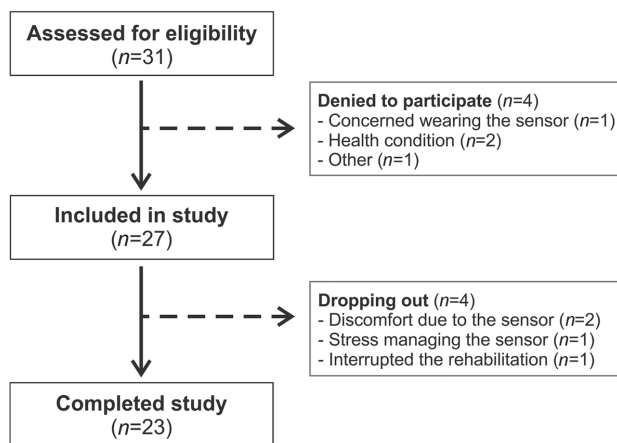 Assessed for eligibility
(n=31)
Denied to participate (n=4)
- Concerned wearing the sensor (n=1)
- Health condition (n=2)
- Other (n=1)
Included in study
(n=27)
Dropping out (n=4)
- Discomfort due to the sensor (n=2)
- Stress managing the sensor (n=1)
- Interrupted the rehabilitation (n=1)
Completed study
(n=23)